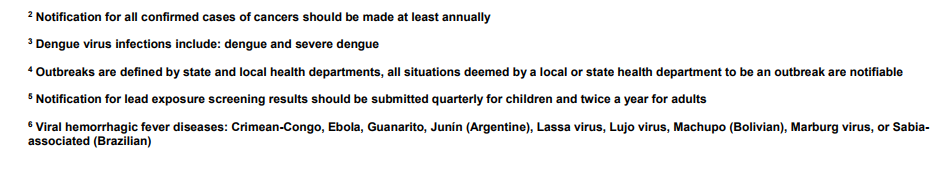 ² Notification for all confirmed cases of cancers should be made at least annually
³ Dengue virus infections include: dengue and severe dengue
⁴ Outbreaks are defined by state and local health departments, all situations deemed by a local or state health department to be an outbreak are notifiable
⁵ Notification for lead exposure screening results should be submitted quarterly for children and twice a year for adults
⁶ Viral hemorrhagic fever diseases: Crimean-Congo, Ebola, Guanarito, Junín (Argentine), Lassa virus, Lujo virus, Machupo (Bolivian), Marburg virus, or Sabia-
associated (Brazilian)